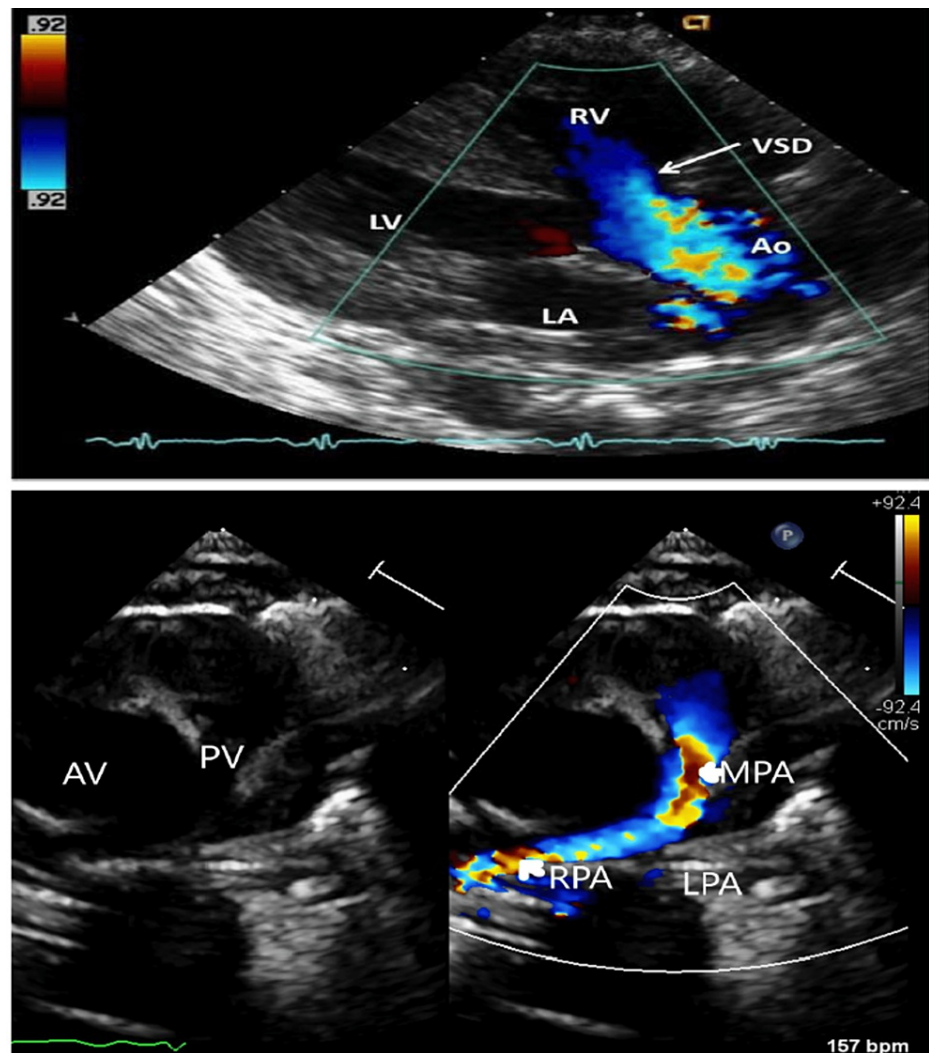 .92
.92
RV
VSD
LV
Ao
LA
+92.4
P
-92.4
cm/s
AV
PV
MPA
RPA
LPA
157 bpm